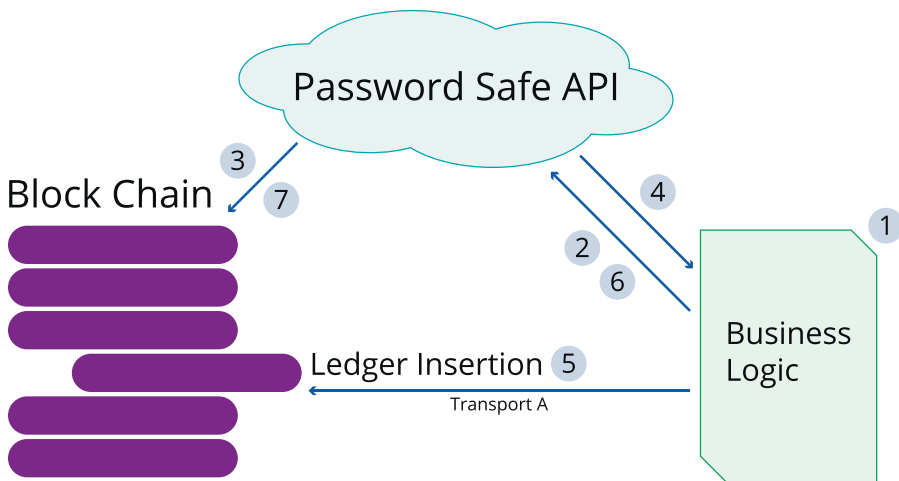 Password Safe API
3
7
4
Block Chain
1
2
6
Business
Logic
Ledger Insertion 5
Transport A